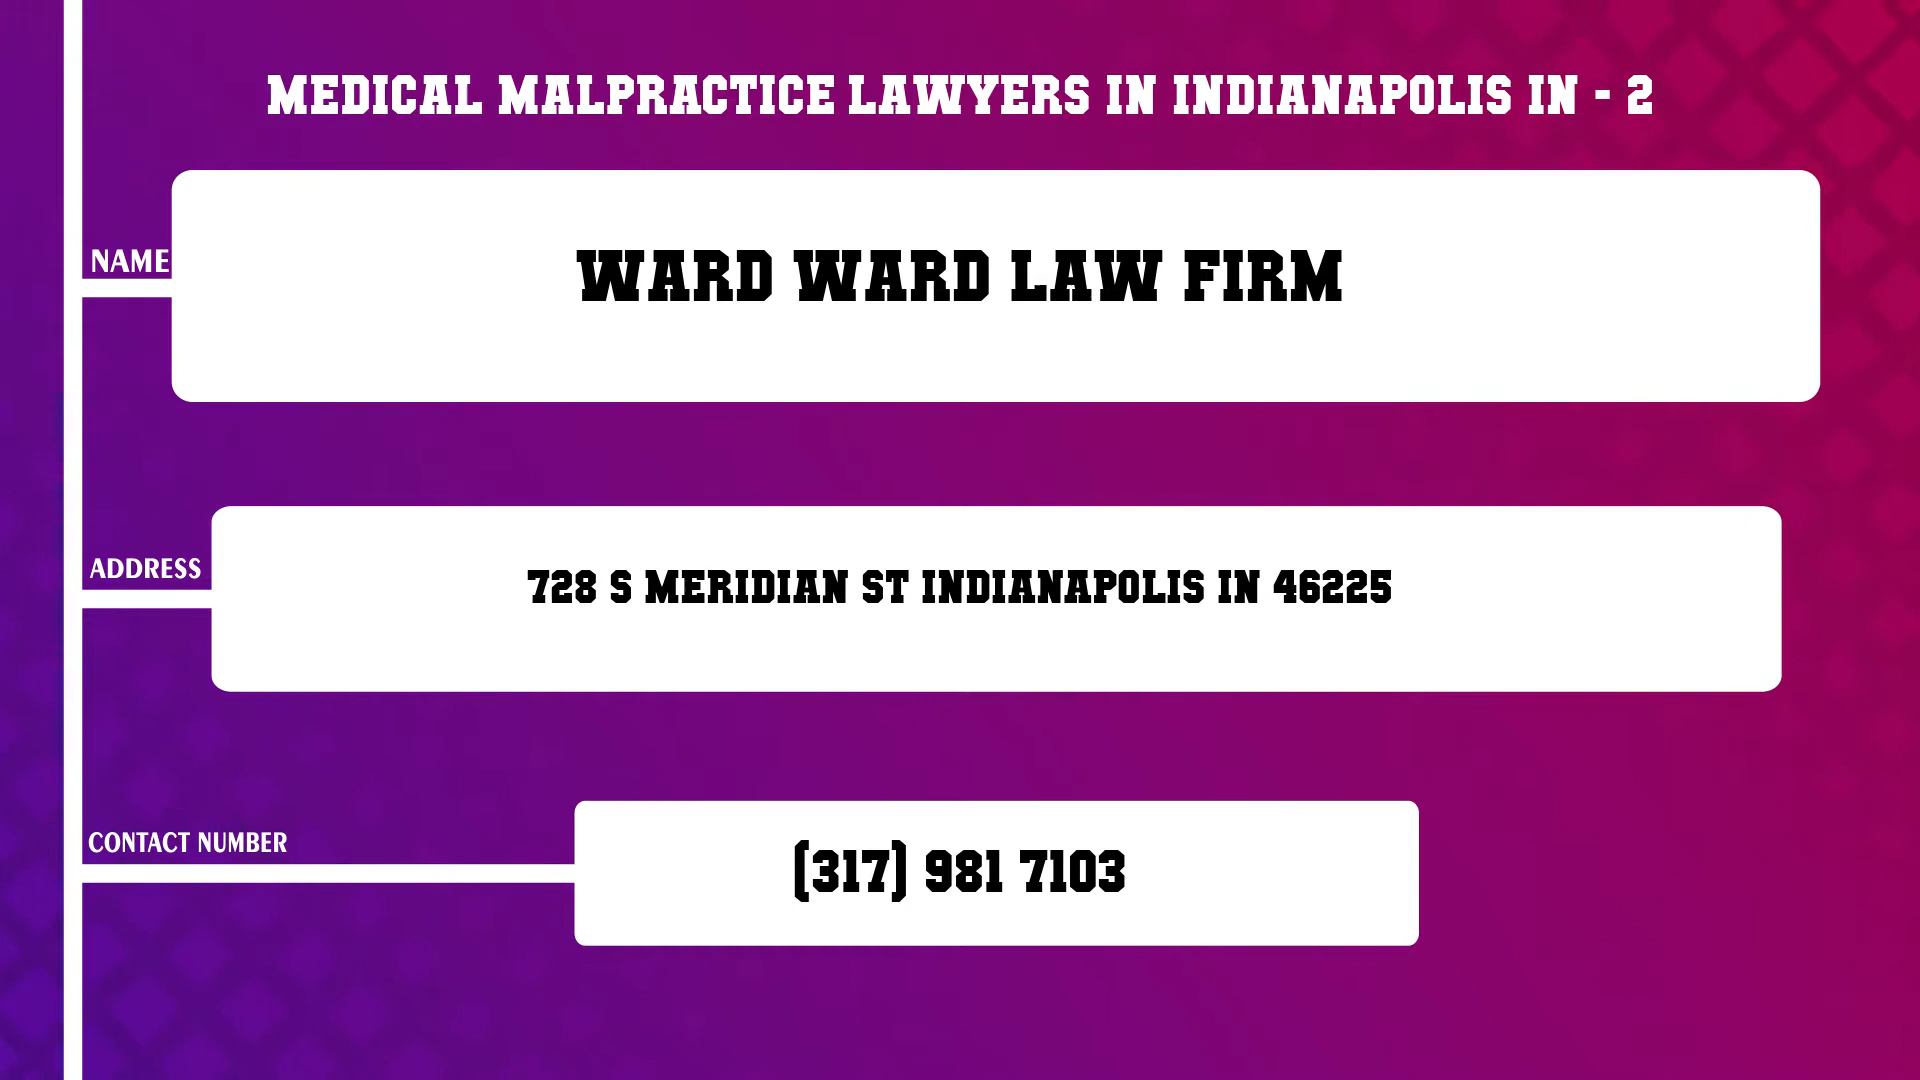 MEDICAL MALPRACTICE LAWYERS IN INDIANAPOLIS IN - 2
NAME
WARD WARD LAW FIRM
ADDRESS
728 S MERIDIAN ST INDIANAPOLIS IN 46225
CONTACT NUMBER
(317) 981 7103